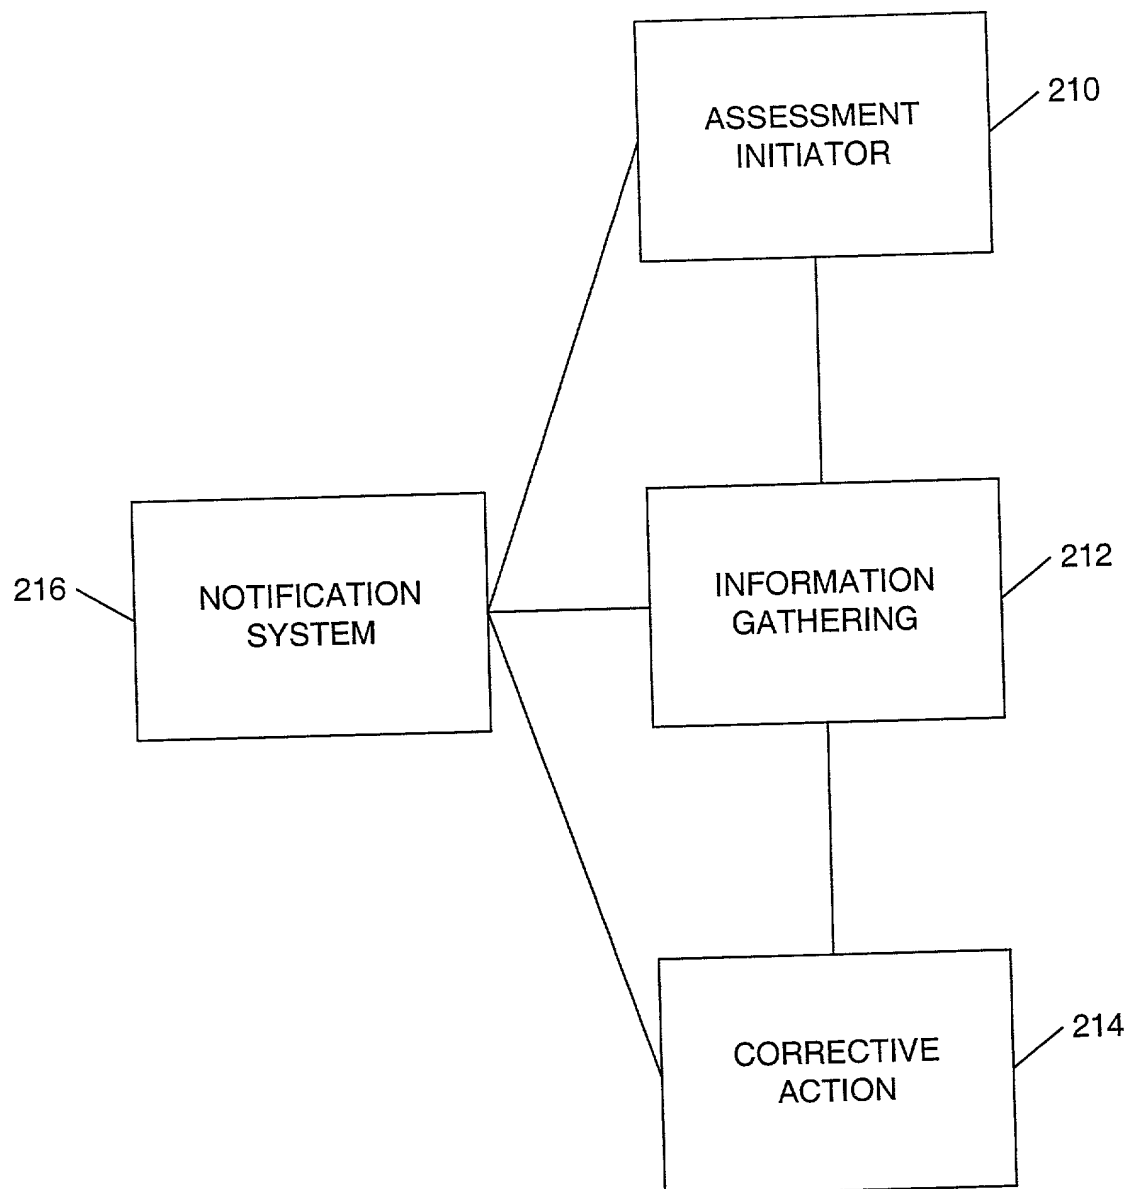 ASSESSMENT
INITIATOR
210
NOTIFICATION
SYSTEM
216
INFORMATION
GATHERING
212
CORRECTIVE
ACTION
214